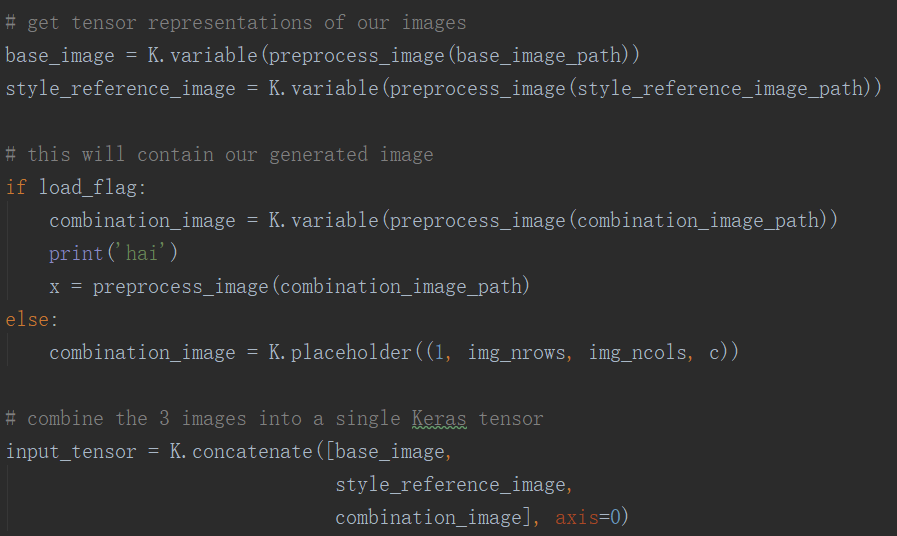 # get tensor representations of our images
base_image = K.variable(preprocess_image(base_image_path))
style_reference_image = K.variable(preprocess_image(style_reference_image_path))

# this will contain our generated image
if load_flag:
    combination_image = K.variable(preprocess_image(combination_image_path))
    print('hai')
    x = preprocess_image(combination_image_path)
else:
    combination_image = K.placeholder((1, img_nrows, img_ncols, c))

# combine the 3 images into a single Keras tensor
input_tensor = K.concatenate([base_image,
                              style_reference_image,
                              combination_image], axis=0)